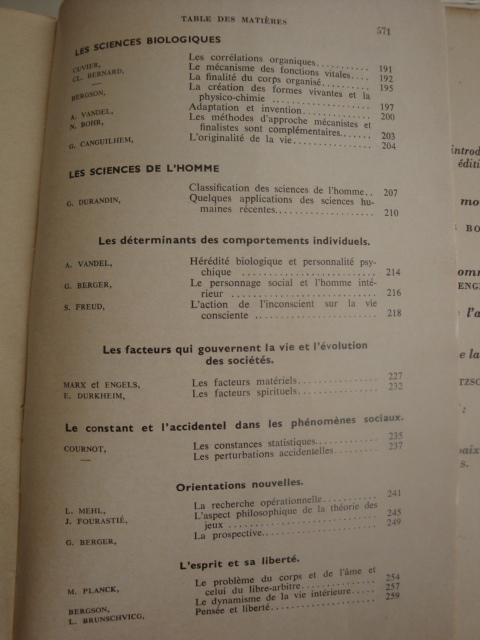 TABLE DES MATIÈRES
571
LES SCIENCES BIOLOGIQUES
CUVIER, Les corrélations organiques........... 191
CL. BERNARD, Le mécanisme des fonctions vitales.... 192
— La finalité du corps organisé.......... 195
BERGSON, La création des formes vivantes et la
physico-chimie .................. 197
A. VANDEL, Adaptation et invention............. 200
N. BOHR, Les méthodes d'approche mécanistes et
finalistes sont complémentaires...... 203
G. CANGUILHEM, L'originalité de la vie.............. 204
LES SCIENCES DE L'HOMME
Classification des sciences de l'homme.. 207
G. DURANDIN, Quelques applications des sciences hu-
maines récentes.................. 210
Les déterminants des comportements individuels.
A. VANDEL, Hérédité biologique et personnalité psy-
chique ...................... 214
G. BERGER, Le personnage social et l'homme inté-
rieur ........................ 216
S. FREUD, L'action de l'inconscient sur la vie
consciente .................... 218
Les facteurs qui gouvernent la vie et l'évolution
des sociétés.
MARX et ENGELS, Les facteurs matériels.............. 227
E. DURKHEIM, Les facteurs spirituels.............. 232
Le constant et l'accidentel dans les phénomènes sociaux.
COURNOT, Les constances statistiques........... 235
— Les perturbations accidentelles........ 237
Orientations nouvelles.
L. MEHL, La recherche opérationnelle.......... 241
J. FOURASTIÉ, L'aspect philosophique de la théorie des
jeux ......................... 245
G. BERGER, La prospective.................... 249
L'esprit et sa liberté.
M. PLANCK, Le problème du corps et de l'âme et
celui du libre-arbitre.............. 254
BERGSON, Le dynamisme de la vie intérieure..... 257
L. BRUNSCHVICG, Pensée et liberté.................. 259